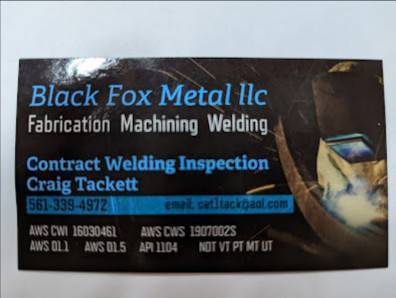 Black Fox Metal llc
Fabrication Machining Welding
Contract Welding Inspection
Craig Tackett
561-339-4972 email: cat1tack@aol.com
AWS CWI 16030461 AWS CWS 1907002S
AWS D1.1 AWS D1.5 API 1104 NDT VT PT MT UT